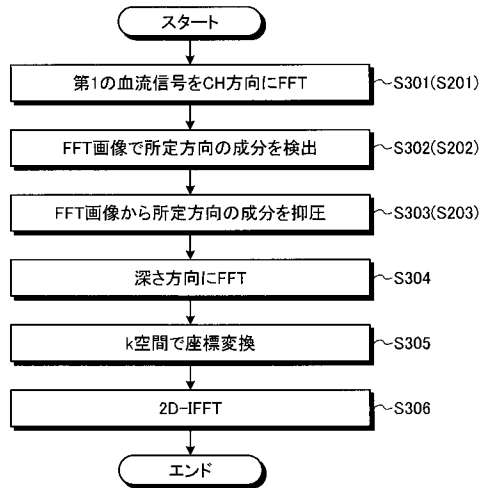 スタート
第1の血流信号をCH方向にFFT
S301(S201)
FFT画像で所定方向の成分を検出
S302(S202)
FFT画像から所定方向の成分を抑圧
S303(S203)
深さ方向にFFT
S304
k空間で座標変換
S305
2D-IFFT
S306
エンド